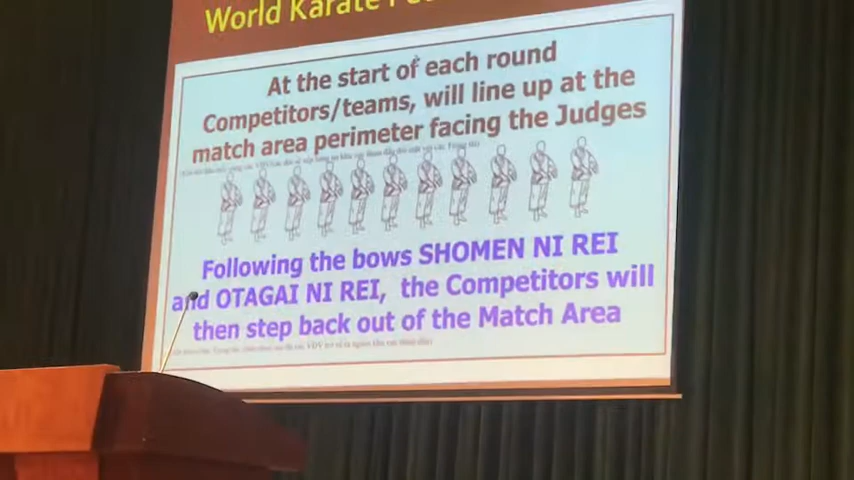 World Karate
At the start of each round
Competitors/teams, will line up at the
match area perimeter facing the Judges
Following the bows SHOMEN NI REI
and OTAGAI NI REI, the Competitors will
then step back out of the Match Area